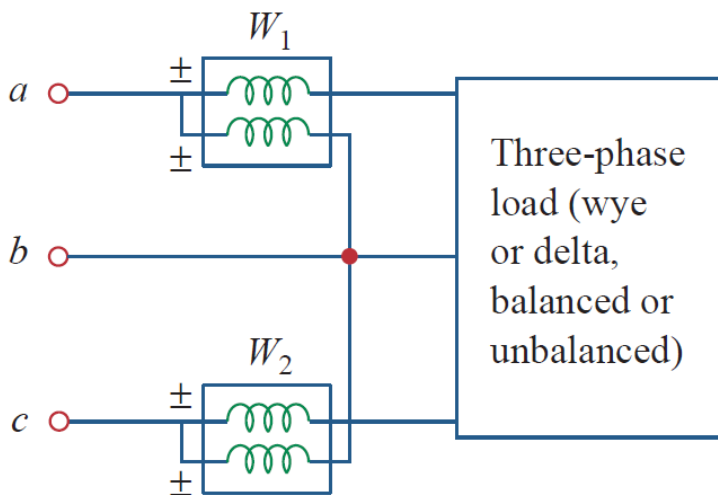 W₁
±
a
±
Three-phase
load (wye
or delta,
balanced or
unbalanced)
b
W₂
±
c
±